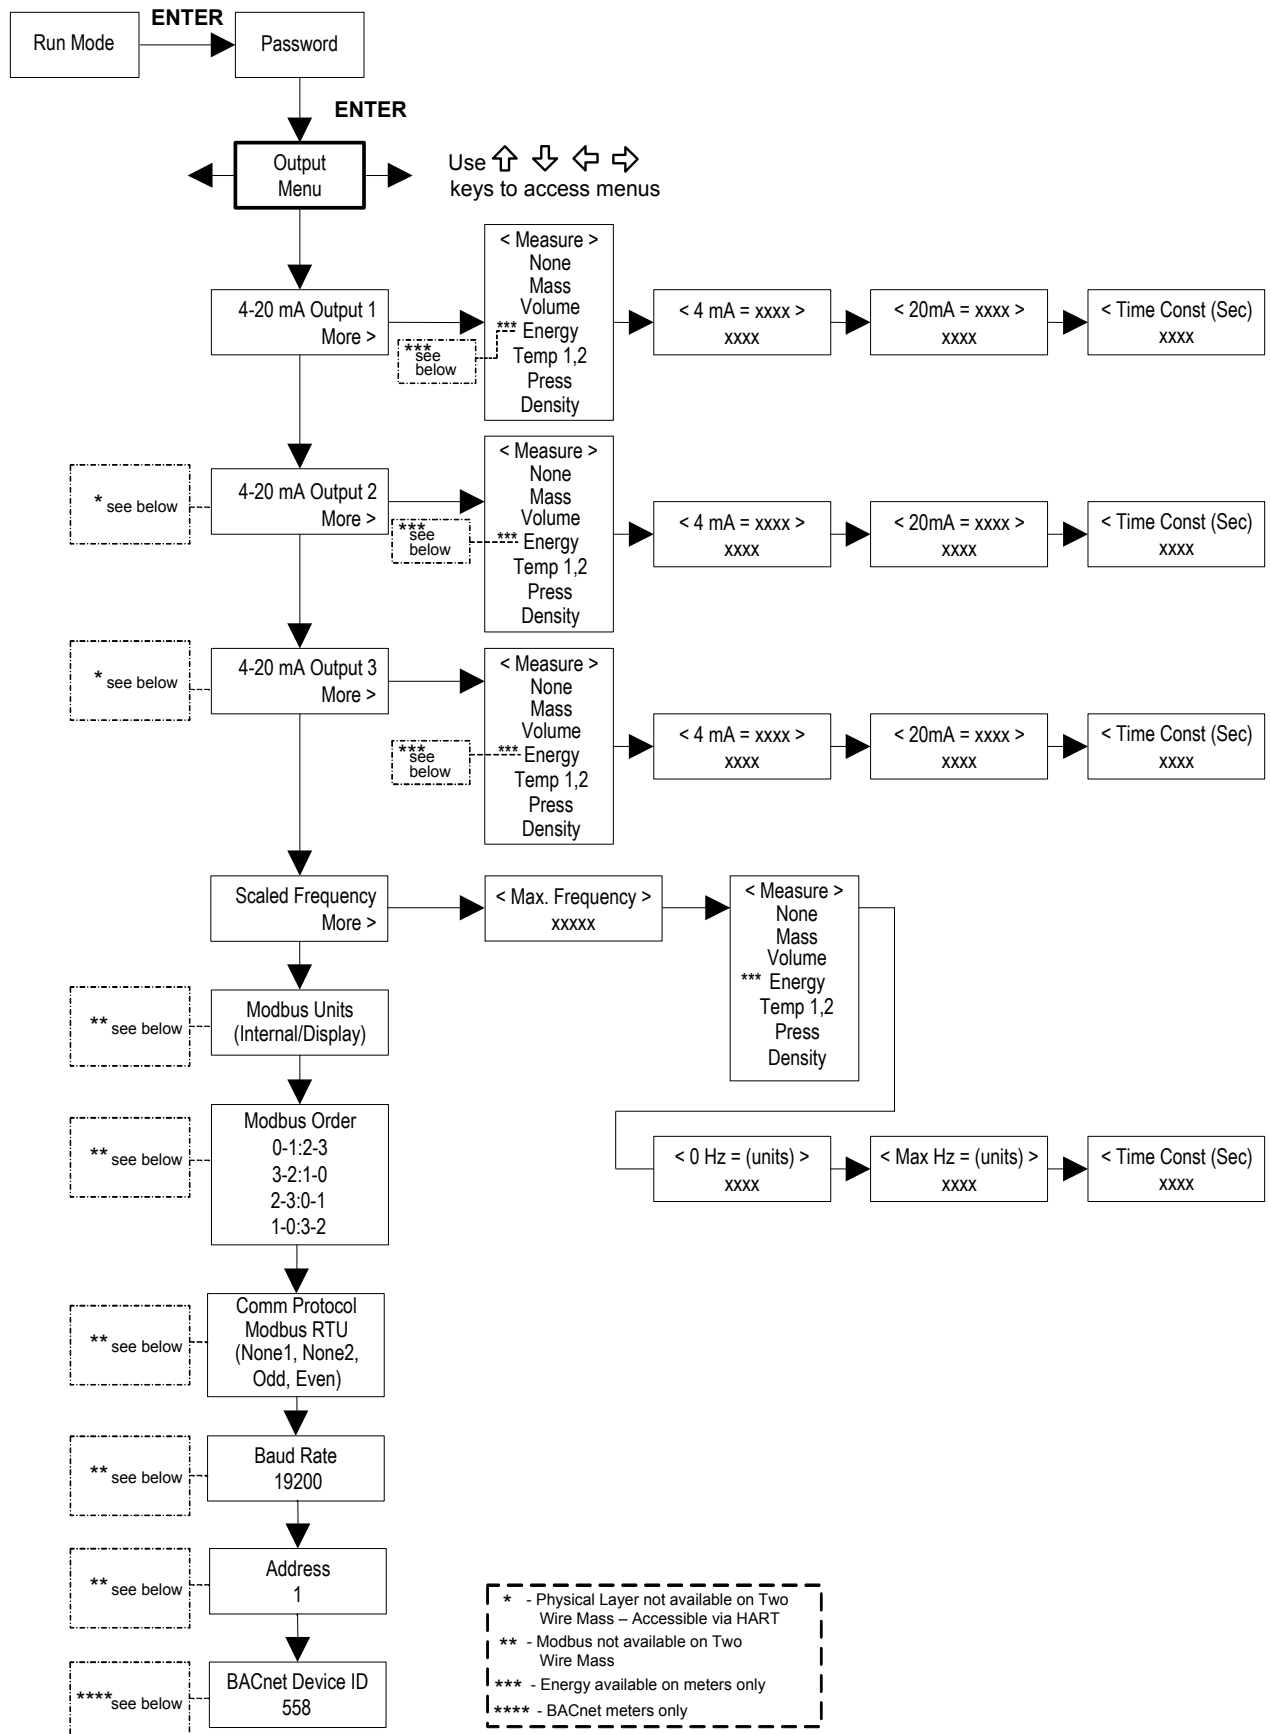 ENTER
Run Mode
Password
ENTER
Output
Menu
Use
keys to access menus
4-20 mA Output 1
More >
***
see
below
< Measure >
None
Mass
Volume
*** Energy
Temp 1,2
Press
Density
< 4 mA = xxxx >
xxxx
< 20mA = xxxx >
xxxx
< Time Const (Sec)
xxxx
* see below
4-20 mA Output 2
More >
***
see
below
< Measure >
None
Mass
Volume
*** Energy
Temp 1,2
Press
Density
< 4 mA = xxxx >
xxxx
< 20mA = xxxx >
xxxx
< Time Const (Sec)
xxxx
* see below
4-20 mA Output 3
More >
***
see
below
< Measure >
None
Mass
Volume
*** Energy
Temp 1,2
Press
Density
< 4 mA = xxxx >
xxxx
< 20mA = xxxx >
xxxx
< Time Const (Sec)
xxxx
Scaled Frequency
More >
< Max. Frequency >
xxxxx
< Measure >
None
Mass
Volume
*** Energy
Temp 1,2
Press
Density
< 0 Hz = (units) >
xxxx
< Max Hz = (units) >
xxxx
< Time Const (Sec)
xxxx
** see below
Modbus Units
(Internal/Display)
** see below
Modbus Order
0-1:2-3
3-2:1-0
2-3:0-1
1-0:3-2
** see below
Comm Protocol
Modbus RTU
(None1, None2,
Odd, Even)
** see below
Baud Rate
19200
** see below
Address
1
**** see below
BACnet Device ID
558
* - Physical Layer not available on Two
Wire Mass – Accessible via HART
** - Modbus not available on Two
Wire Mass
*** - Energy available on meters only
**** - BACnet meters only